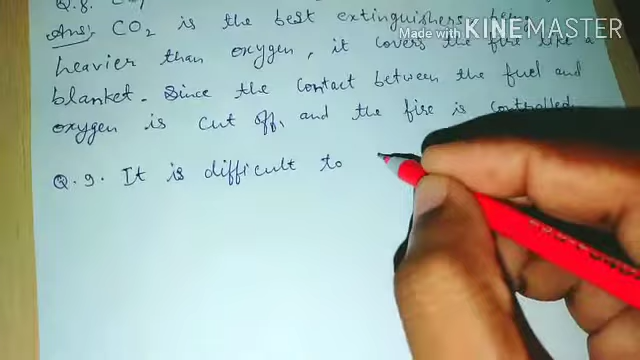 Q.8. CO₂
Made with KINEMASTER
Ans: CO2 is the best extinguishers being
heavier than oxygen, it covers the fire like a
blanket. Since the contact between the fuel and
oxygen is cut off, and the fire is controlled
Q.9. It is difficult to